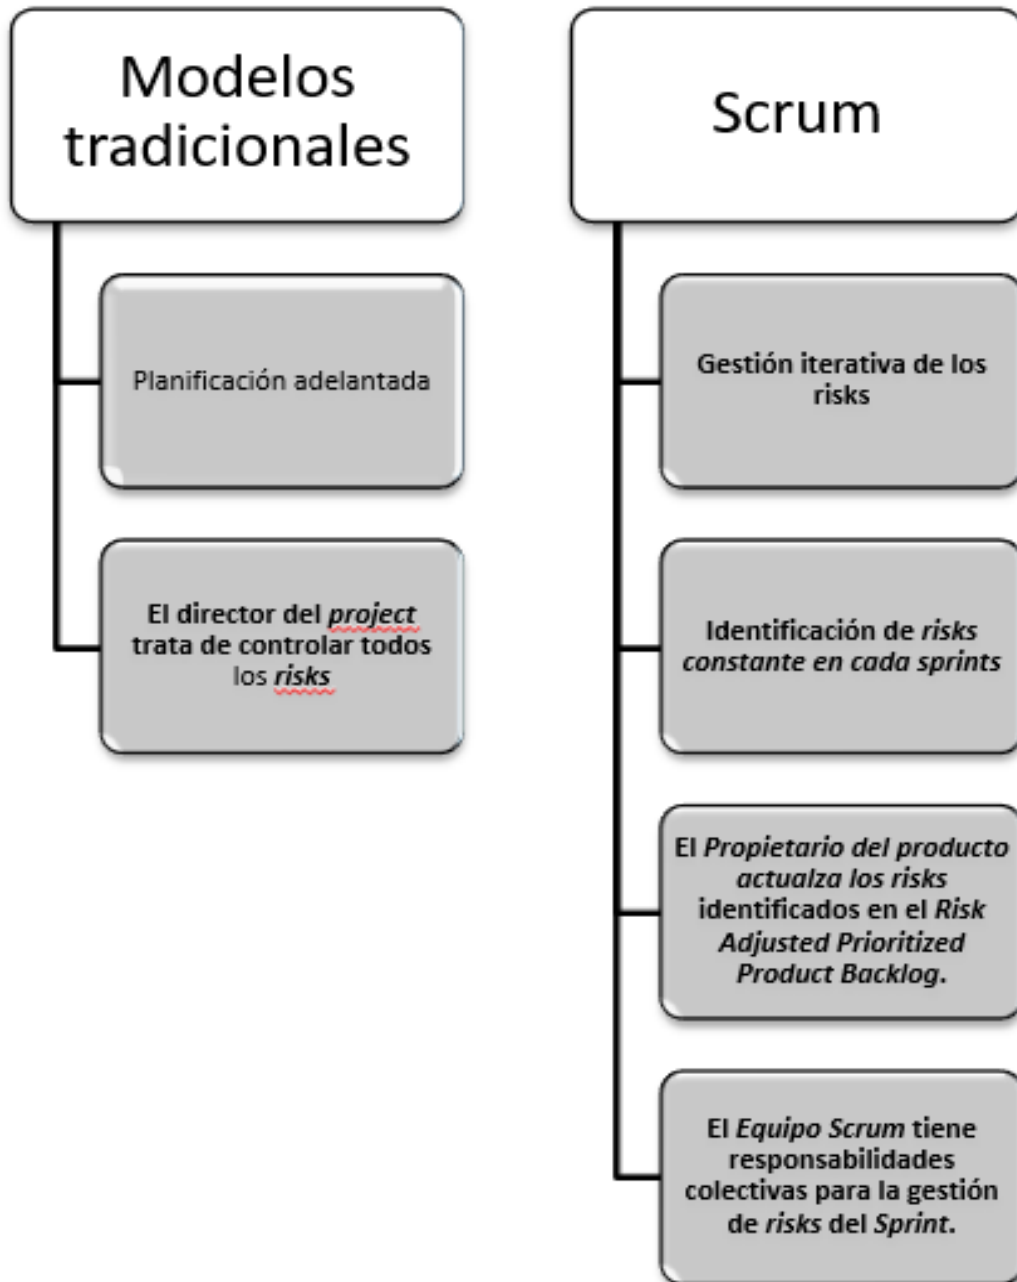 Modelos
tradicionales
Planificación adelantada
El director del project
trata de controlar todos
los risks
Scrum
Gestión iterativa de los
risks
Identificación de risks
constante en cada sprints
El Propietario del producto
actualza los risks
identificados en el Risk
Adjusted Prioritized
Product Backlog.
El Equipo Scrum tiene
responsabilidades
colectivas para la gestión
de risks del Sprint.